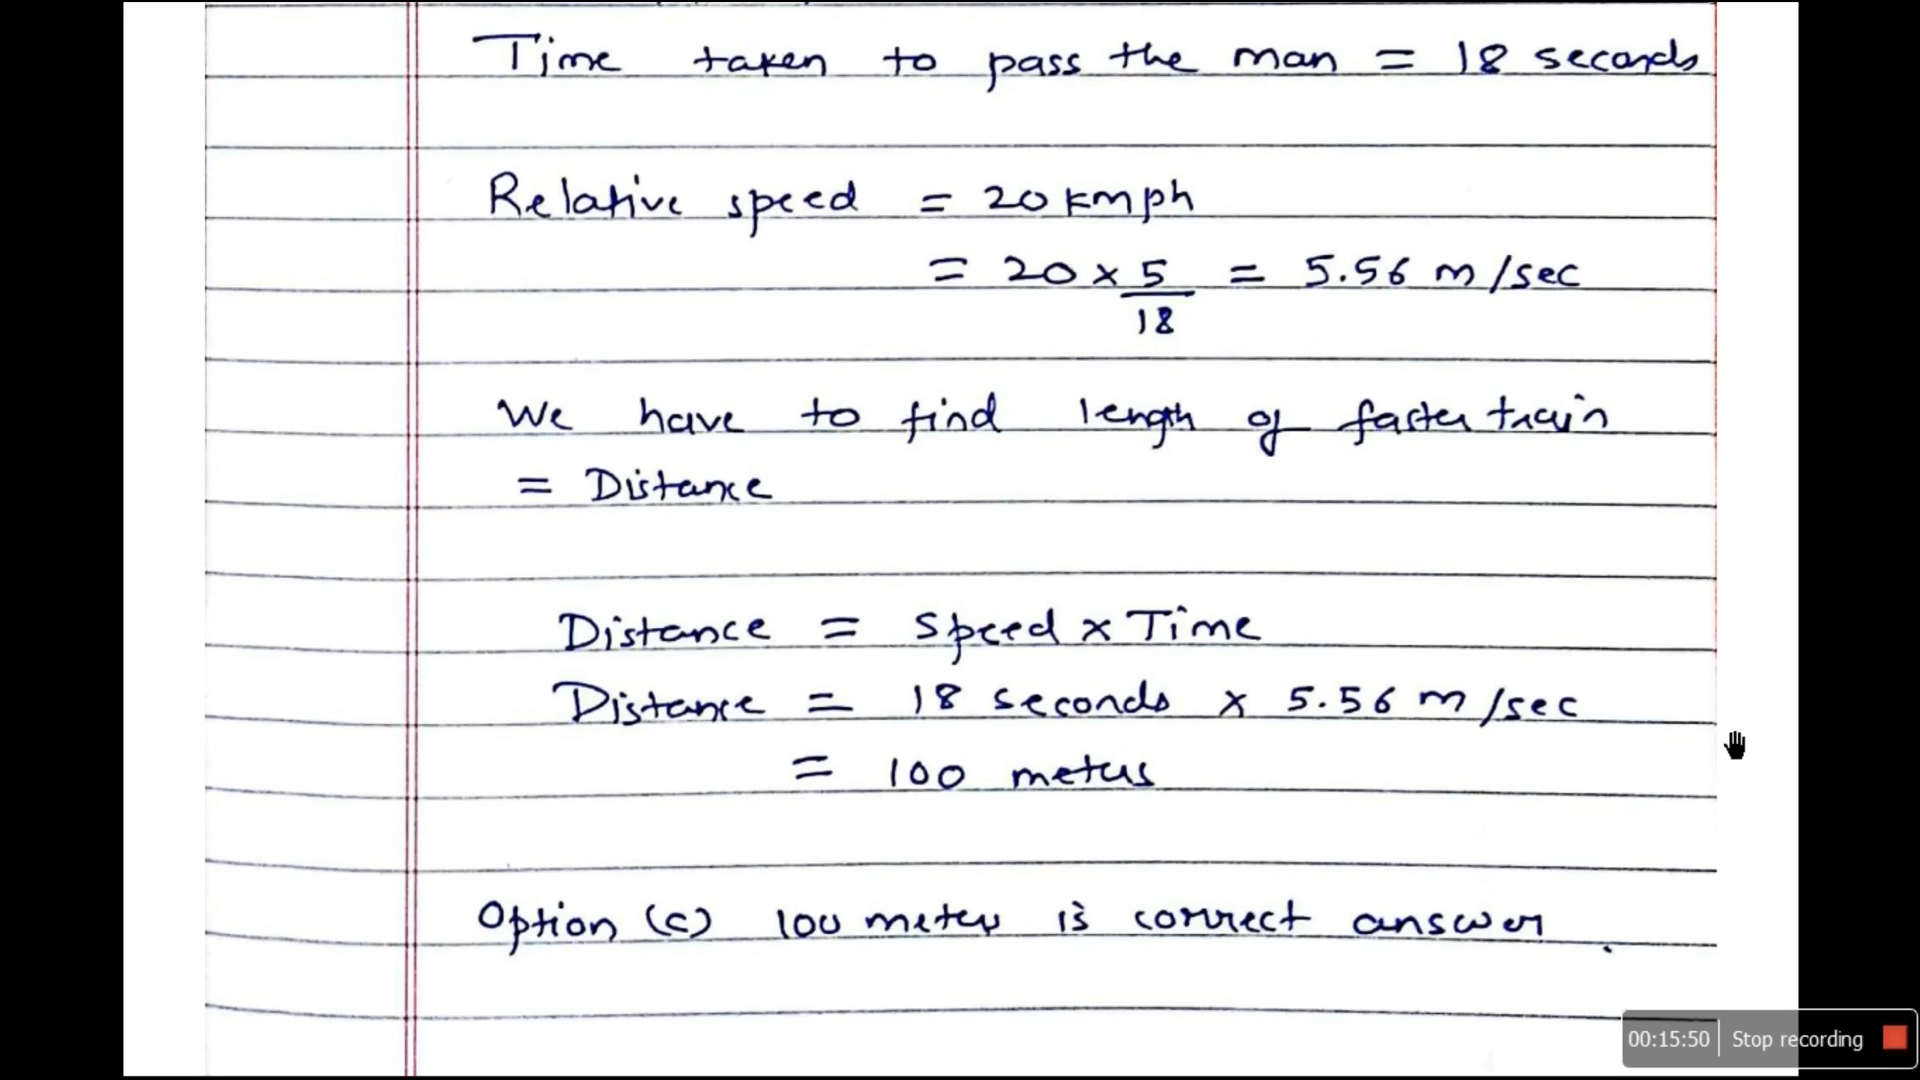 Time taken to pass the man = 18 seconds
Relative speed = 20 kmph
= 20 × 5/18 = 5.56 m/sec
We have to find length of faster train
= Distance
Distance = Speed × Time
Distance = 18 seconds × 5.56 m/sec
= 100 meters
Option (c) 100 meters is correct answer.
00:15:50 Stop recording